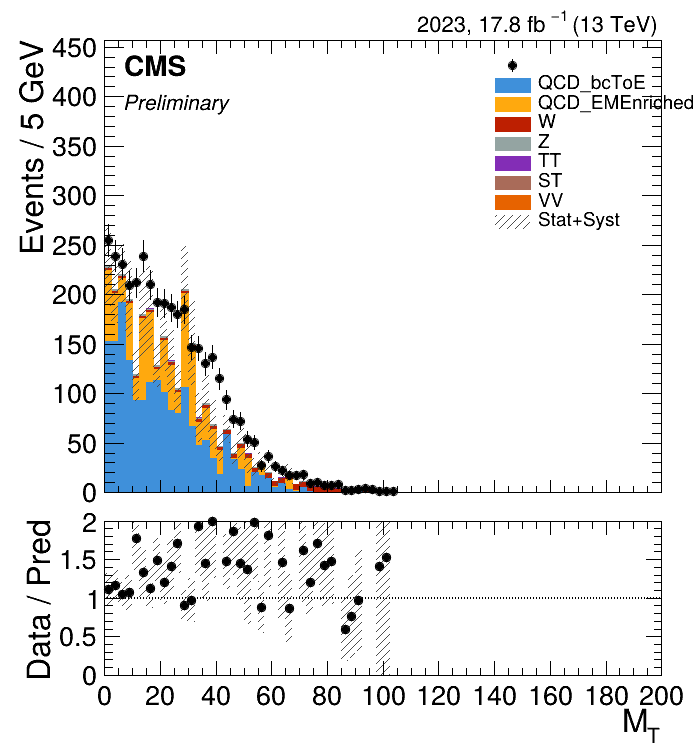 2023, 17.8 fb⁻¹ (13 TeV)
Events / 5 GeV
450
400
350
300
250
200
150
100
50
0
CMS
Preliminary
QCD_bcToE
QCD_EMEnriched
W
Z
TT
ST
VV
Stat+Syst
Data / Pred
2
1.5
1
0.5
0
0 20 40 60 80 100 120 140 160 180 200
M_T